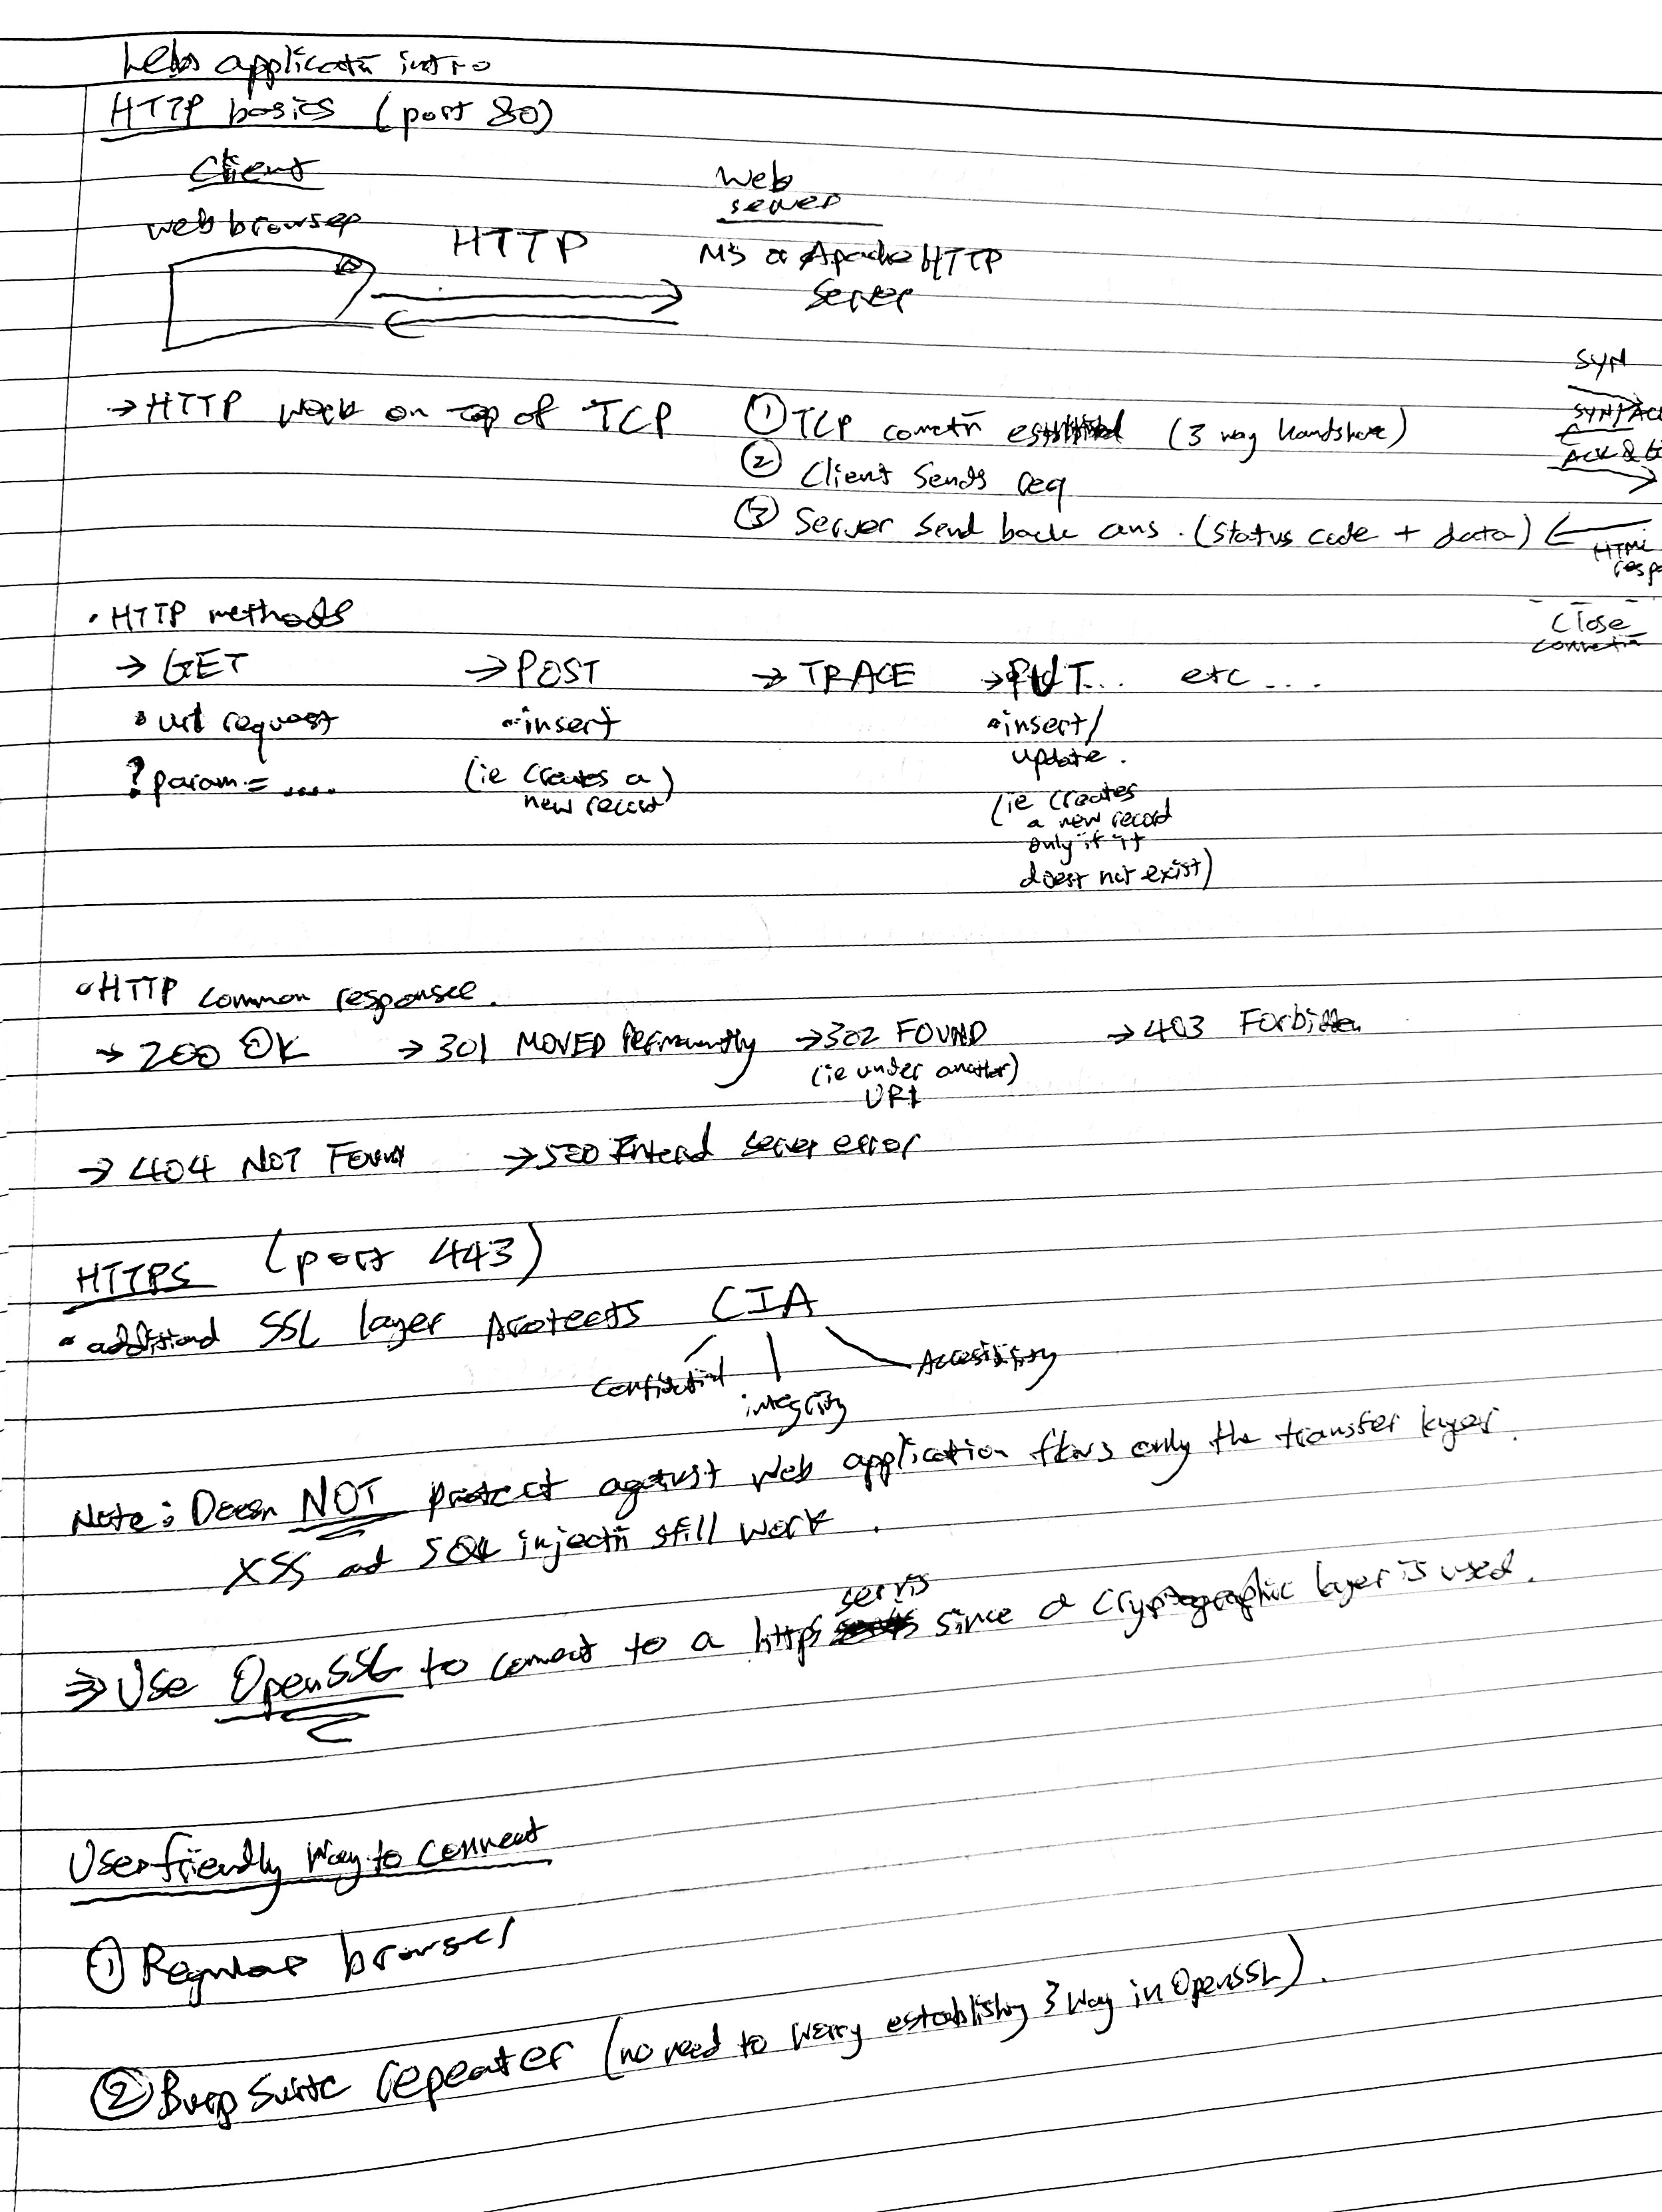 Web applicatn intro
HTTP basics (port 80)
Client
web browser
HTTP
Web
server
MS or Apache HTTP
Server
→ HTTP work on top of TCP
① TCP connectn established (3 way handshake)
② Client sends req
③ Server send back ans. (status code + data)
SYN
SYN/ACK
ACK &
HTML
resp
close
connectn
• HTTP methods
→ GET
• url request
? param = ....
→ POST
• insert
(ie creates a
new record)
→ TRACE
→ PUT... etc ...
• insert/
update.
(ie creates
a new record
only if it
doest not exist)
• HTTP common response.
→ 200 OK → 301 MOVED Permanently → 302 FOUND → 403 Forbidden
(ie under another)
URI
→ 404 NOT Found → 500 Internal server error
HTTPS (port 443)
• additional SSL layer protects CIA
Confidential
integrity
Accessibility
Note: Doesn NOT protect against web application flaws only the transfer layer.
XSS and SQL injectn still work.
⇒ Use OpenSSL to connect to a https servis since a cryptographic layer is used.
User friendly way to connect
① Regular browser
② Burp Suite repeater (no need to worry establishing 3 way in OpenSSL).